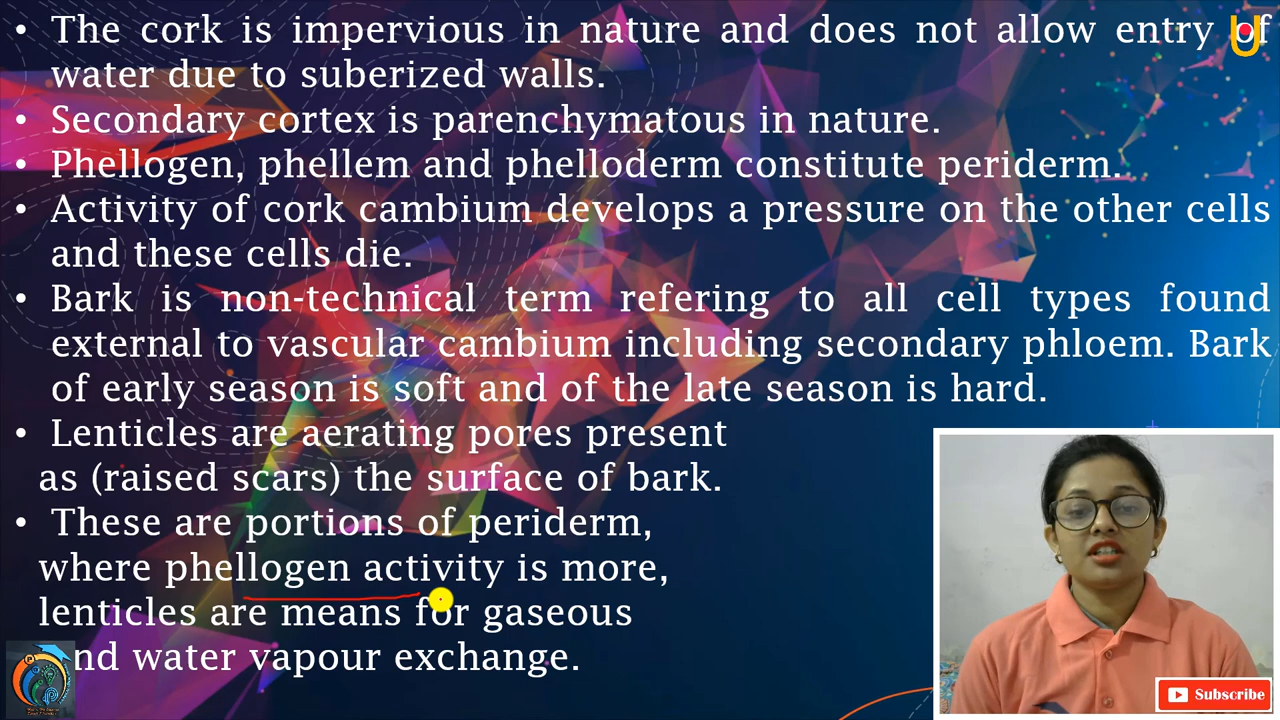 • The cork is impervious in nature and does not allow entry of
water due to suberized walls.
• Secondary cortex is parenchymatous in nature.
• Phellogen, phellem and phelloderm constitute periderm.
• Activity of cork cambium develops a pressure on the other cells
and these cells die.
• Bark is non-technical term refering to all cell types found
external to vascular cambium including secondary phloem. Bark
of early season is soft and of the late season is hard.
• Lenticles are aerating pores present
as (raised scars) the surface of bark.
• These are portions of periderm,
where phellogen activity is more,
lenticles are means for gaseous
and water vapour exchange.
Subscribe